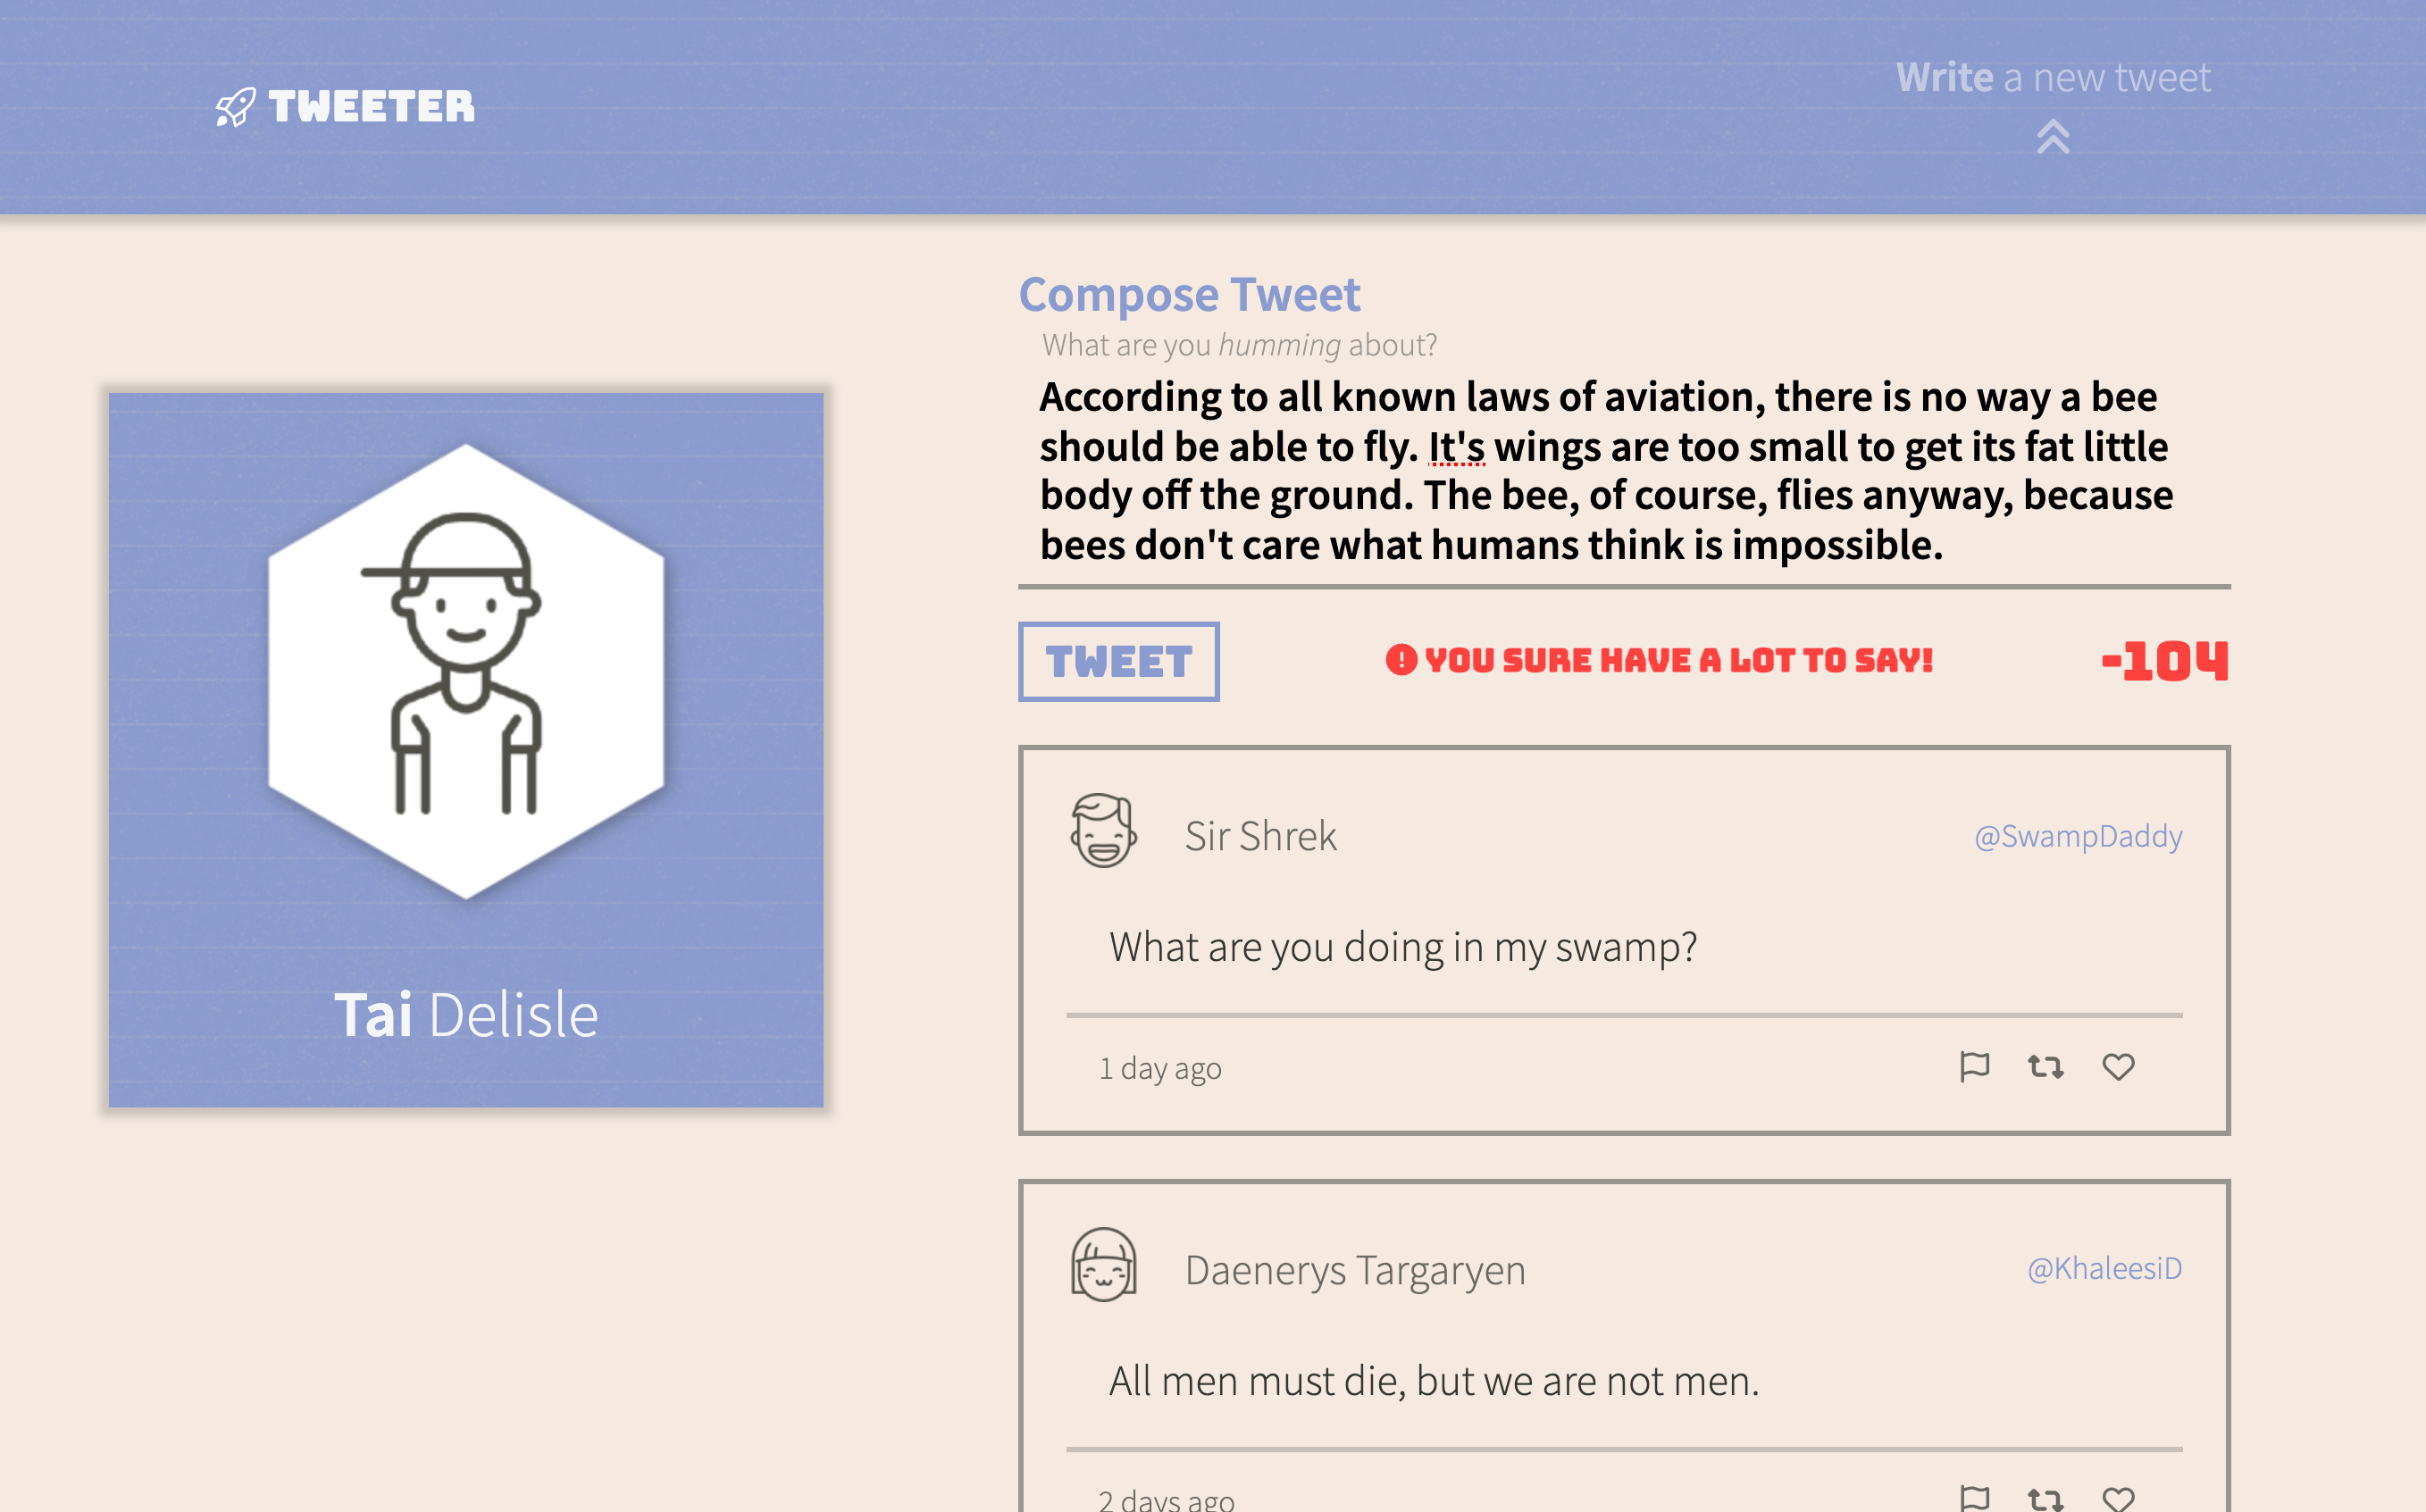 TWEETER
Write a new tweet
Compose Tweet
What are you humming about?
According to all known laws of aviation, there is no way a bee
should be able to fly. It's wings are too small to get its fat little
body off the ground. The bee, of course, flies anyway, because
bees don't care what humans think is impossible.
TWEET
YOU SURE HAVE A LOT TO SAY!
-104
Tai Delisle
Sir Shrek
@SwampDaddy
What are you doing in my swamp?
1 day ago
Daenerys Targaryen
@KhaleesiD
All men must die, but we are not men.
2 days ago